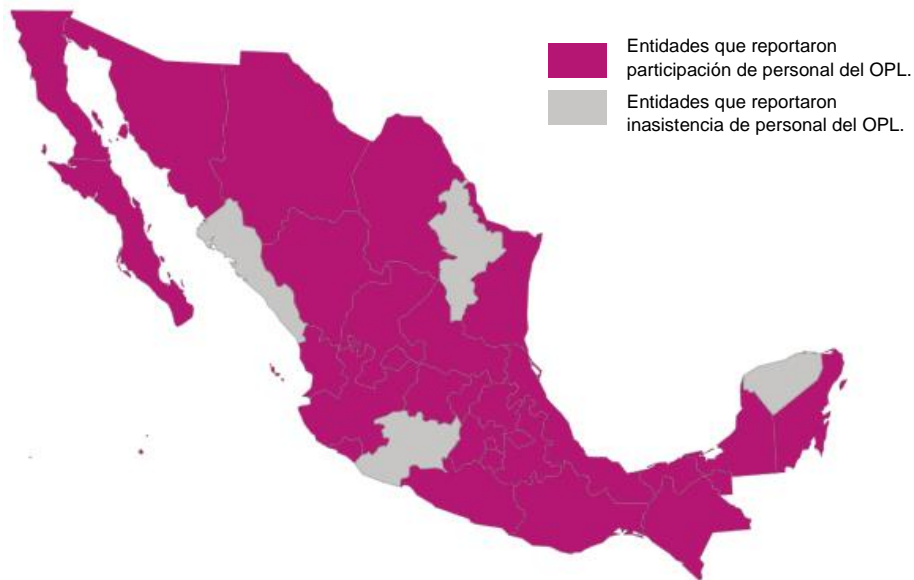 Entidades que reportaron
participación de personal del OPL.
Entidades que reportaron
inasistencia de personal del OPL.